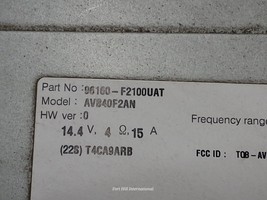 Part No :96160-F2100UAT
Model : AVB40F2AN
HW ver :0
Frequency range
14.4 V, 4 Ω, 15 A
(22S) T4CA9ARB
FCC ID : TQB-AV